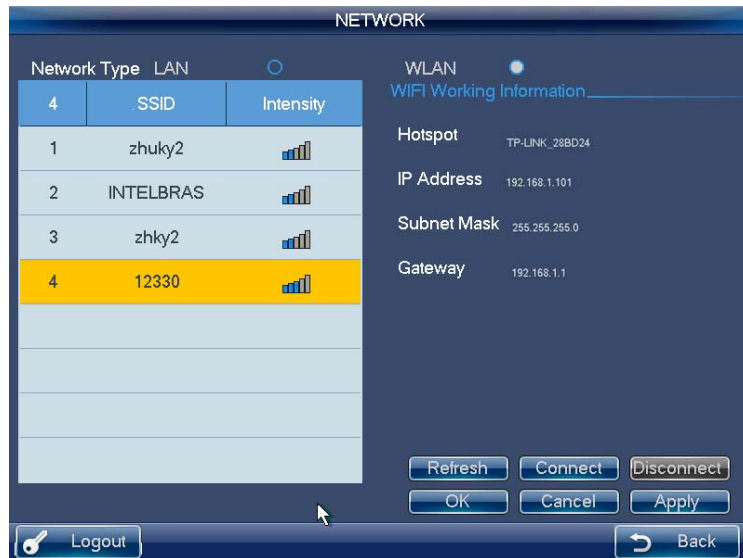 NETWORK
Network Type LAN
WLAN
4 SSID Intensity
1 zhuky2
2 INTELBRAS
3 zhky2
4 12330
WIFI Working Information
Hotspot TP-LINK_28BD24
IP Address 192.168.1.101
Subnet Mask 255.255.255.0
Gateway 192.168.1.1
Refresh Connect Disconnect
OK Cancel Apply
Logout Back